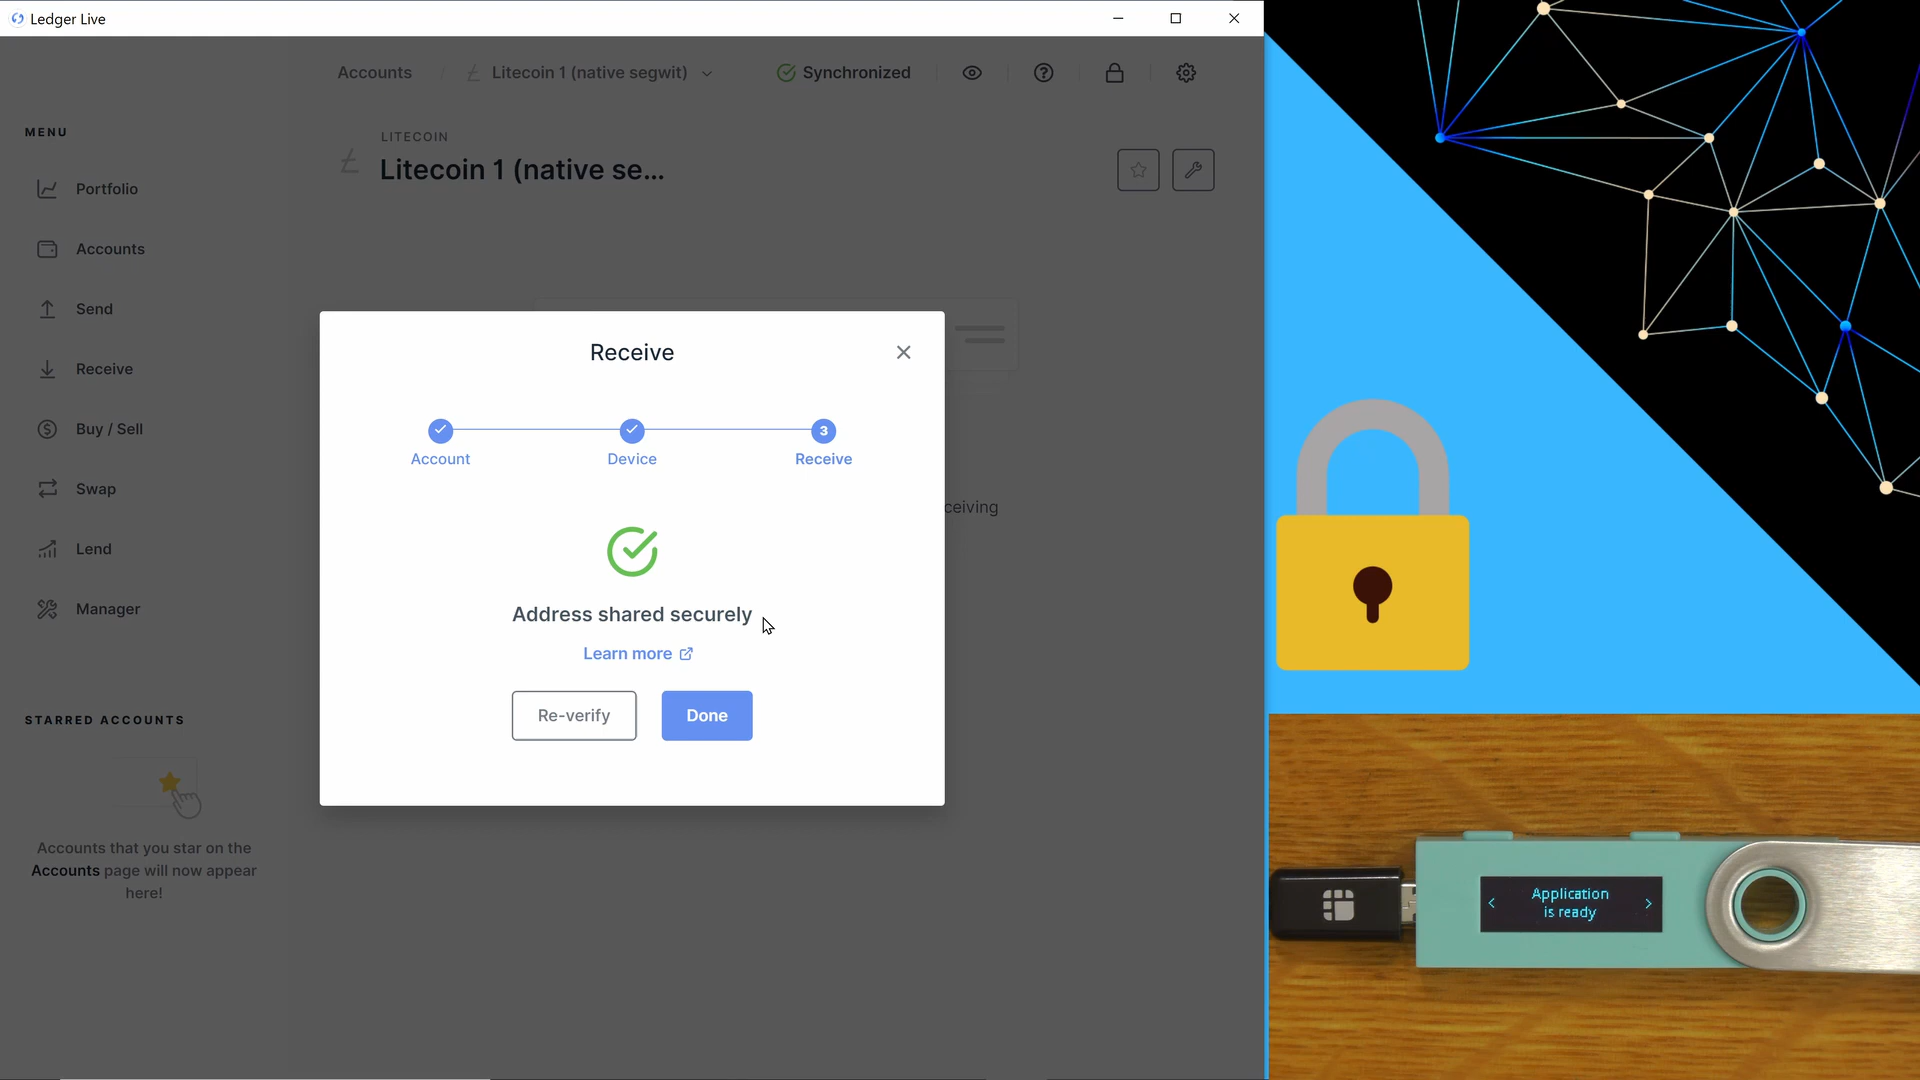 Ledger Live
Accounts / Litecoin 1 (native segwit)
Synchronized
MENU
Portfolio
Accounts
Send
Receive
Buy / Sell
Swap
Lend
Manager
STARRED ACCOUNTS
Accounts that you star on the
Accounts page will now appear
here!
LITECOIN
Litecoin 1 (native se...
ceiving
Receive
Account
Device
3
Receive
Address shared securely
Learn more
Re-verify
Done
Application
is ready